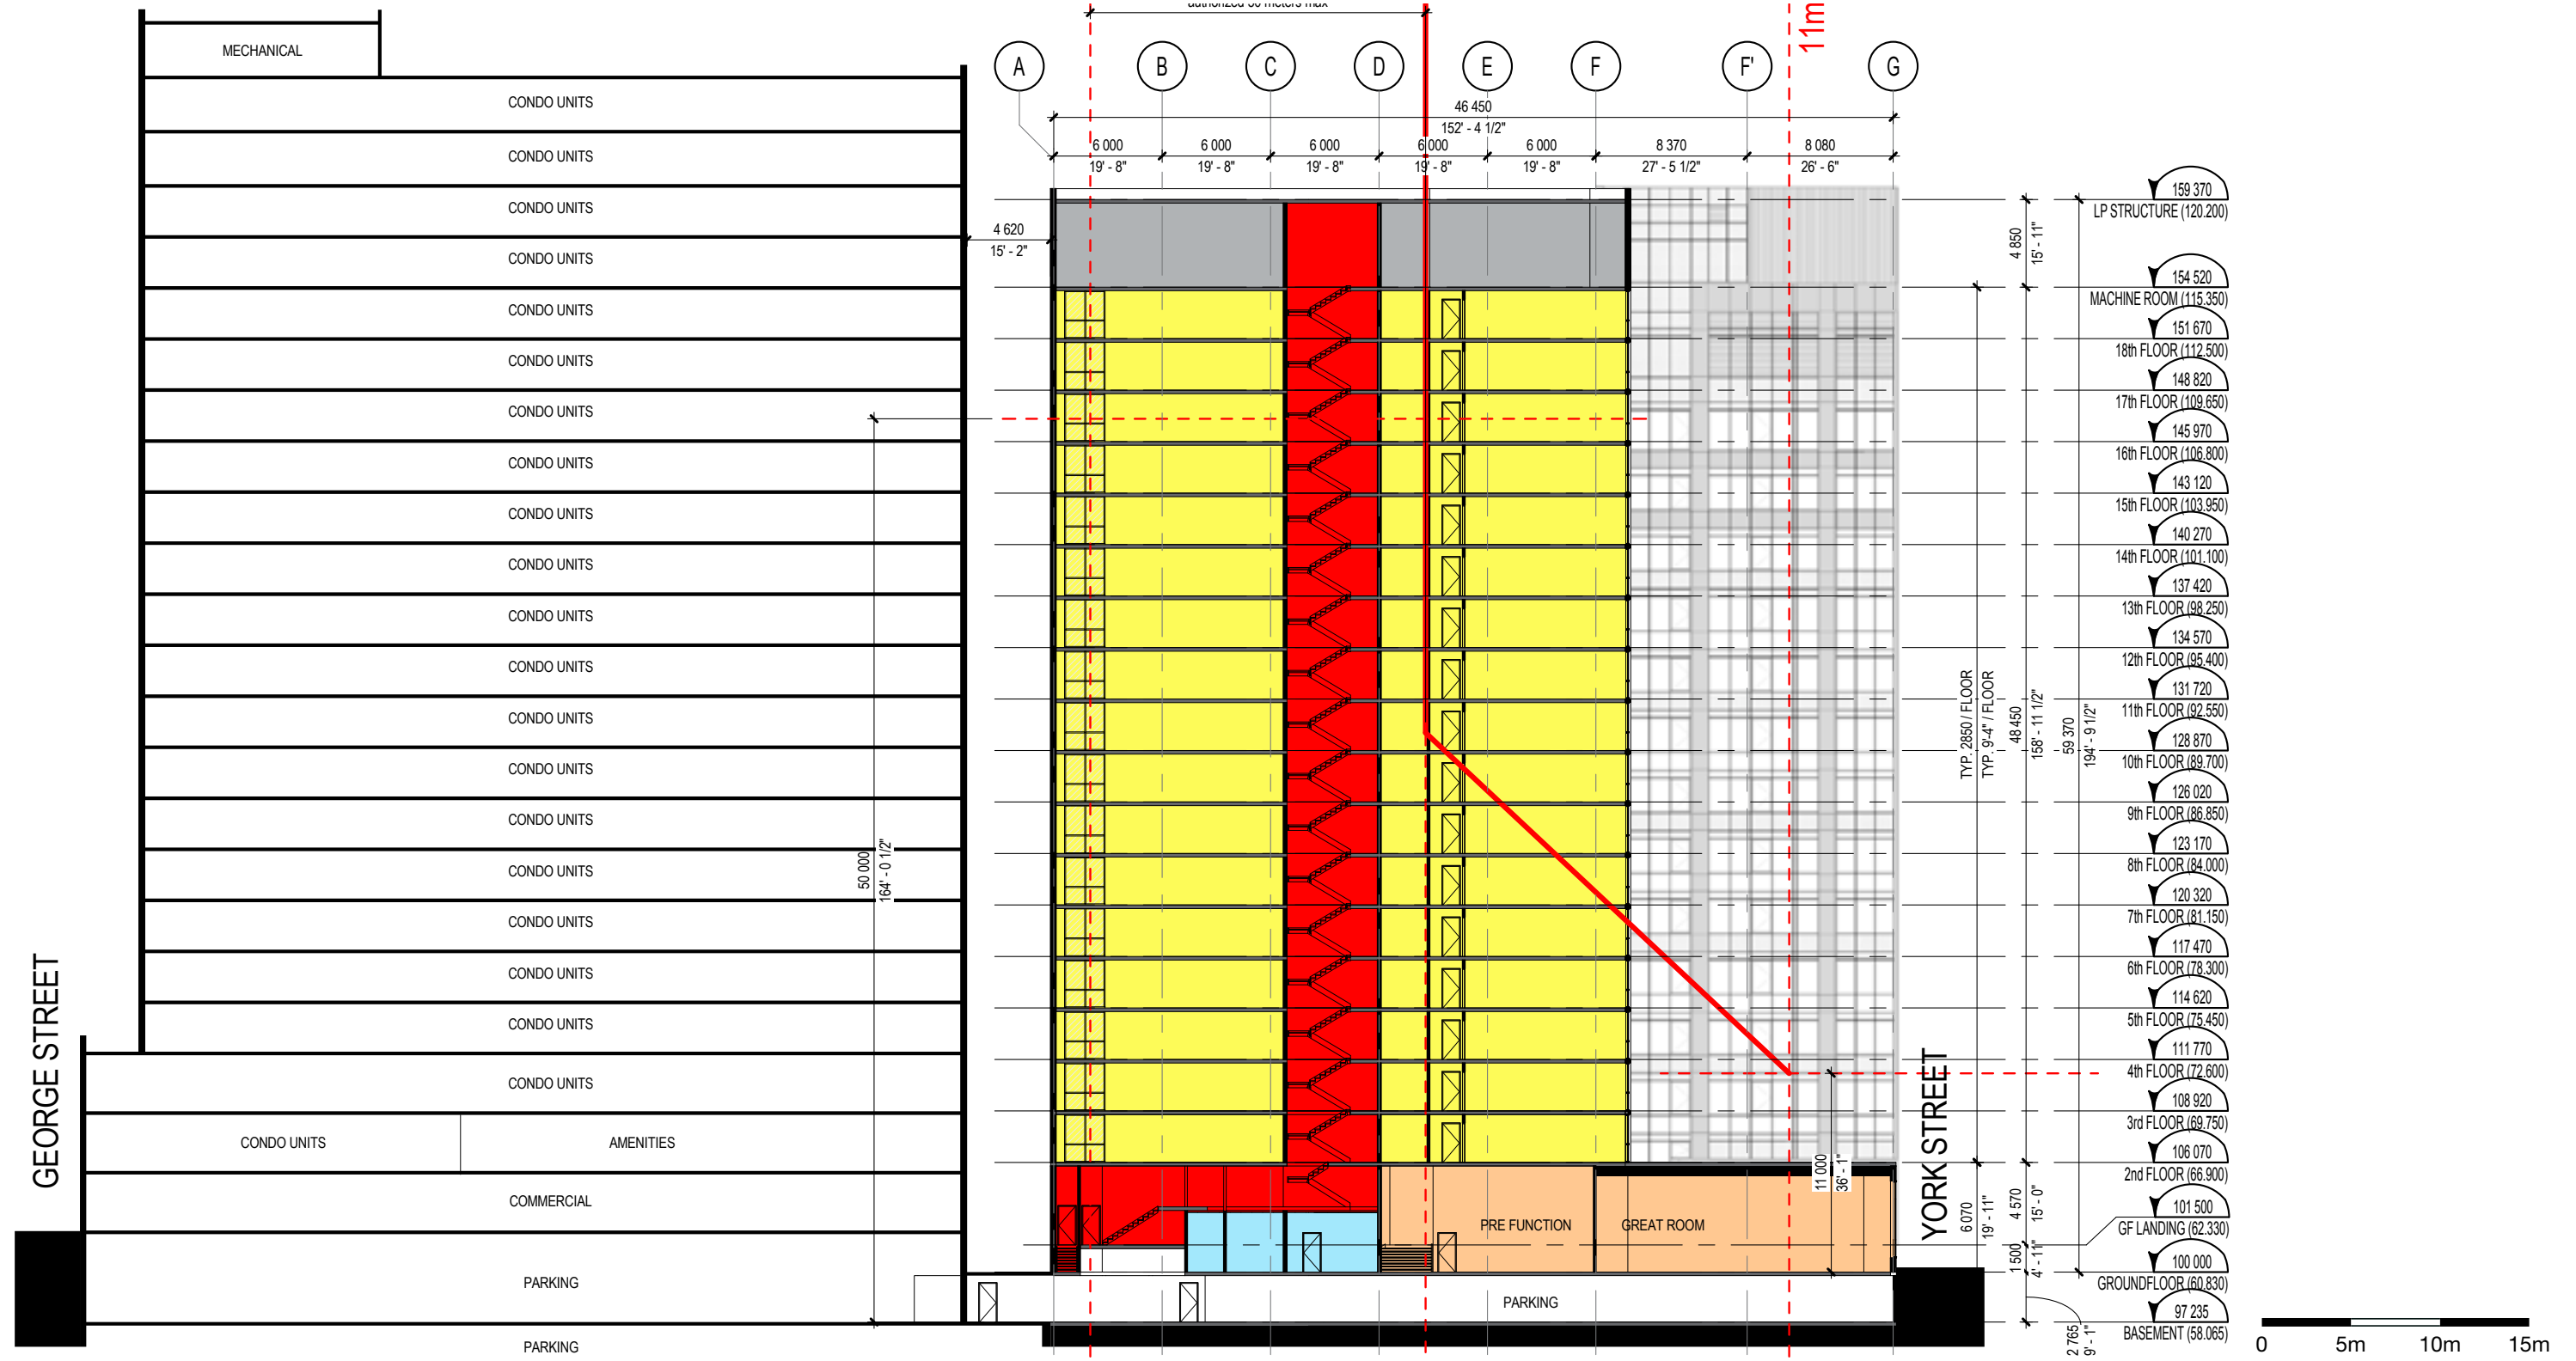 authorized 50 meters max
11m
MECHANICAL
A
B
C
D
E
F
F'
G
CONDO UNITS
46 450
152' - 4 1/2"
CONDO UNITS
6 000
6 000
6 000
6 000
6 000
8 370
8 080
19' - 8"
19' - 8"
19' - 8"
19' - 8"
19' - 8"
27' - 5 1/2"
26' - 6"
CONDO UNITS
159 370
LP STRUCTURE (120.200)
4 620
15' - 2"
4 850
15' - 11"
CONDO UNITS
154 520
MACHINE ROOM (115.350)
CONDO UNITS
151 670
18th FLOOR (112.500)
CONDO UNITS
148 820
17th FLOOR (109.650)
CONDO UNITS
145 970
16th FLOOR (106.800)
CONDO UNITS
143 120
15th FLOOR (103.950)
CONDO UNITS
140 270
14th FLOOR (101.100)
CONDO UNITS
137 420
13th FLOOR (98.250)
CONDO UNITS
134 570
12th FLOOR (95.400)
CONDO UNITS
131 720
11th FLOOR (92.550)
CONDO UNITS
128 870
10th FLOOR (89.700)
TYP. 2850 / FLOOR
TYP. 9'-4" / FLOOR
48 450
158' - 11 1/2"
59 370
194' - 9 1/2"
CONDO UNITS
126 020
9th FLOOR (86.850)
CONDO UNITS
123 170
8th FLOOR (84.000)
50 000
164' - 0 1/2"
CONDO UNITS
120 320
7th FLOOR (81.150)
CONDO UNITS
117 470
6th FLOOR (78.300)
CONDO UNITS
114 620
5th FLOOR (75.450)
CONDO UNITS
111 770
4th FLOOR (72.600)
GEORGE STREET
CONDO UNITS
108 920
3rd FLOOR (69.750)
CONDO UNITS
AMENITIES
106 070
2nd FLOOR (66.900)
11 000
36' - 1"
YORK STREET
COMMERCIAL
PRE FUNCTION
GREAT ROOM
6 070
19' - 11"
4 570
15' - 0"
101 500
GF LANDING (62.330)
1 500
4' - 11"
100 000
GROUNDFLOOR (60.830)
PARKING
PARKING
97 235
BASEMENT (58.065)
2 765
9' - 1"
PARKING
0
5m
10m
15m